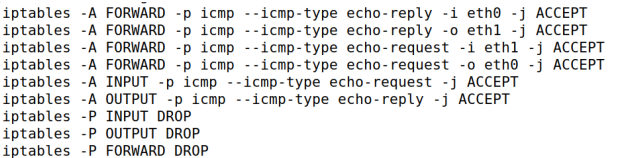 iptables -A FORWARD -p icmp --icmp-type echo-reply -i eth0 -j ACCEPT
iptables -A FORWARD -p icmp --icmp-type echo-reply -o eth1 -j ACCEPT
iptables -A FORWARD -p icmp --icmp-type echo-request -i eth1 -j ACCEPT
iptables -A FORWARD -p icmp --icmp-type echo-request -o eth0 -j ACCEPT
iptables -A INPUT -p icmp --icmp-type echo-request -j ACCEPT
iptables -A OUTPUT -p icmp --icmp-type echo-reply -j ACCEPT
iptables -P INPUT DROP
iptables -P OUTPUT DROP
iptables -P FORWARD DROP